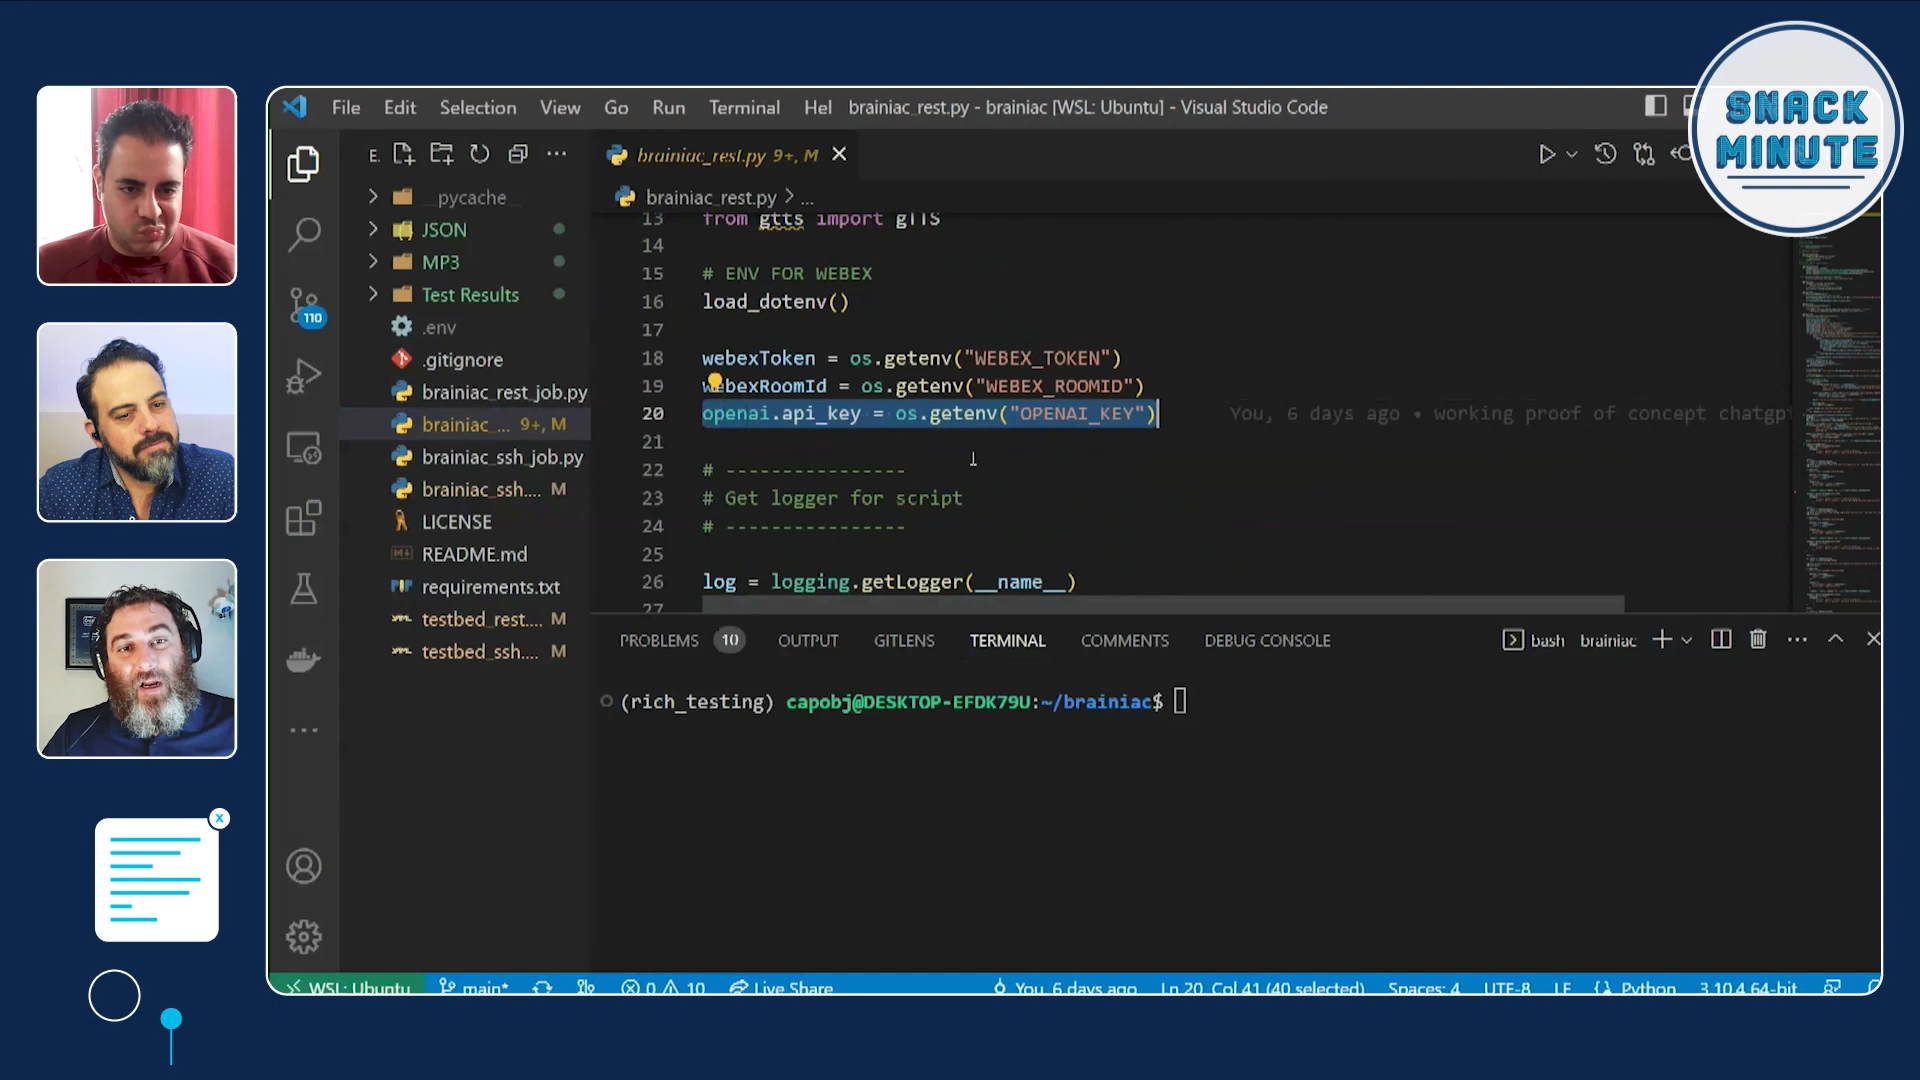 SNACK
MINUTE
File Edit Selection View Go Run Terminal Hel brainiac_rest.py - brainiac [WSL: Ubuntu] - Visual Studio Code
E.
brainiac_rest.py 9+, M
brainiac_rest.py > ...
__pycache__
JSON
MP3
Test Results
.env
.gitignore
brainiac_rest_job.py
brainiac_... 9+, M
brainiac_ssh_job.py
brainiac_ssh.... M
LICENSE
README.md
requirements.txt
testbed_rest.... M
testbed_ssh.... M
110
13 from gtts import gTTS
14
15 # ENV FOR WEBEX
16 load_dotenv()
17
18 webexToken = os.getenv("WEBEX_TOKEN")
19 webexRoomId = os.getenv("WEBEX_ROOMID")
20 openai.api_key = os.getenv("OPENAI_KEY") You, 6 days ago • working proof of concept chatgp
21
22 # ----------------
23 # Get logger for script
24 # ----------------
25
26 log = logging.getLogger(__name__)
27
PROBLEMS 10 OUTPUT GITLENS TERMINAL COMMENTS DEBUG CONSOLE bash brainiac
(rich_testing) capobj@DESKTOP-EFDK79U:~/brainiac$
x
WSL: Ubuntu main* 0 10 Live Share You, 6 days ago Ln 20, Col 41 (40 selected) Spaces: 4 UTF-8 LF Python 3.10.4 64-bit